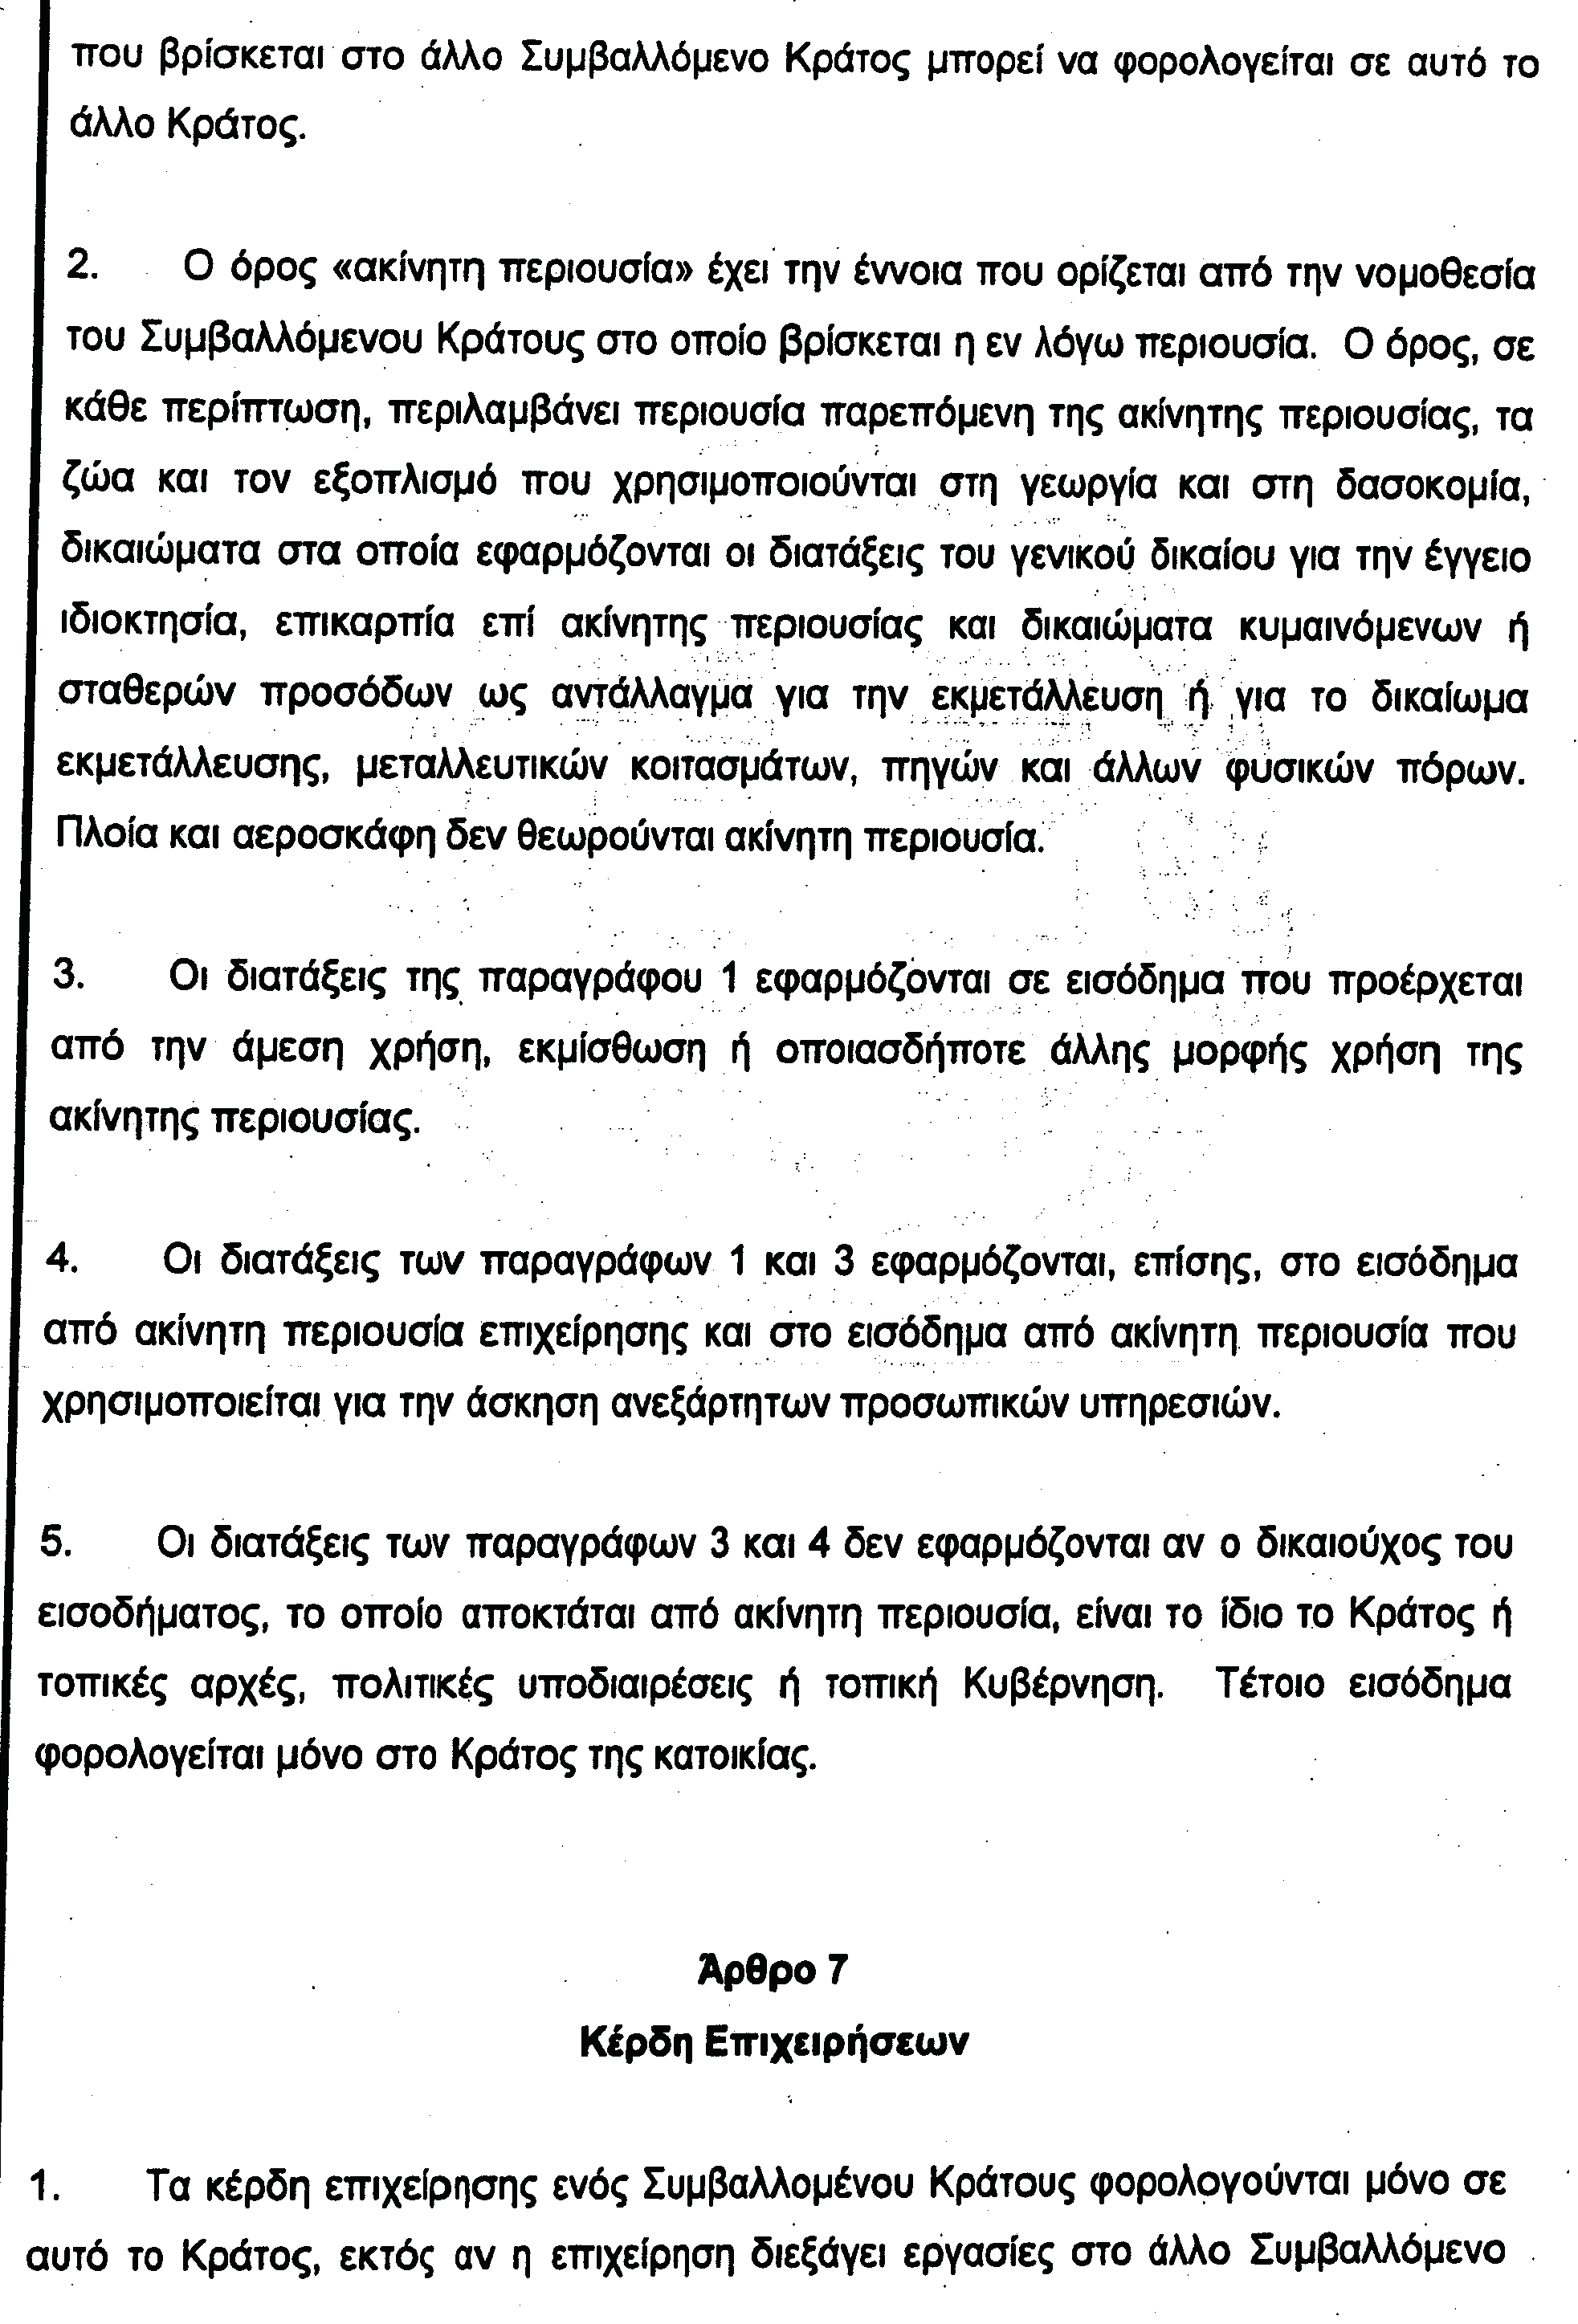 που βρίσκεται στο άλλο Συμβαλλόμενο Κράτος μπορεί να φορολογείται σε αυτό το
άλλο Κράτος.
2. Ο όρος «ακίνητη περιουσία» έχει την έννοια που ορίζεται από την νομοθεσία
του Συμβαλλόμενου Κράτους στο οποίο βρίσκεται η εν λόγω περιουσία. Ο όρος, σε
κάθε περίπτωση, περιλαμβάνει περιουσία παρεπόμενη της ακίνητης περιουσίας, τα
ζώα και τον εξοπλισμό που χρησιμοποιούνται στη γεωργία και στη δασοκομία,
δικαιώματα στα οποία εφαρμόζονται οι διατάξεις του γενικού δικαίου για την έγγειο
ιδιοκτησία, επικαρπία επί ακίνητης περιουσίας και δικαιώματα κυμαινόμενων ή
σταθερών προσόδων ως αντάλλαγμα για την εκμετάλλευση ή για το δικαίωμα
εκμετάλλευσης, μεταλλευτικών κοιτασμάτων, πηγών και άλλων φυσικών πόρων.
Πλοία και αεροσκάφη δεν θεωρούνται ακίνητη περιουσία.
3. Οι διατάξεις της παραγράφου 1 εφαρμόζονται σε εισόδημα που προέρχεται
από την άμεση χρήση, εκμίσθωση ή οποιασδήποτε άλλης μορφής χρήση της
ακίνητης περιουσίας.
4. Οι διατάξεις των παραγράφων 1 και 3 εφαρμόζονται, επίσης, στο εισόδημα
από ακίνητη περιουσία επιχείρησης και στο εισόδημα από ακίνητη περιουσία που
χρησιμοποιείται για την άσκηση ανεξάρτητων προσωπικών υπηρεσιών.
5. Οι διατάξεις των παραγράφων 3 και 4 δεν εφαρμόζονται αν ο δικαιούχος του
εισοδήματος, το οποίο αποκτάται από ακίνητη περιουσία, είναι το ίδιο το Κράτος ή
τοπικές αρχές, πολιτικές υποδιαιρέσεις ή τοπική Κυβέρνηση. Τέτοιο εισόδημα
φορολογείται μόνο στο Κράτος της κατοικίας.
Άρθρο 7
Κέρδη Επιχειρήσεων
1. Τα κέρδη επιχείρησης ενός Συμβαλλομένου Κράτους φορολογούνται μόνο σε
αυτό το Κράτος, εκτός αν η επιχείρηση διεξάγει εργασίες στο άλλο Συμβαλλόμενο